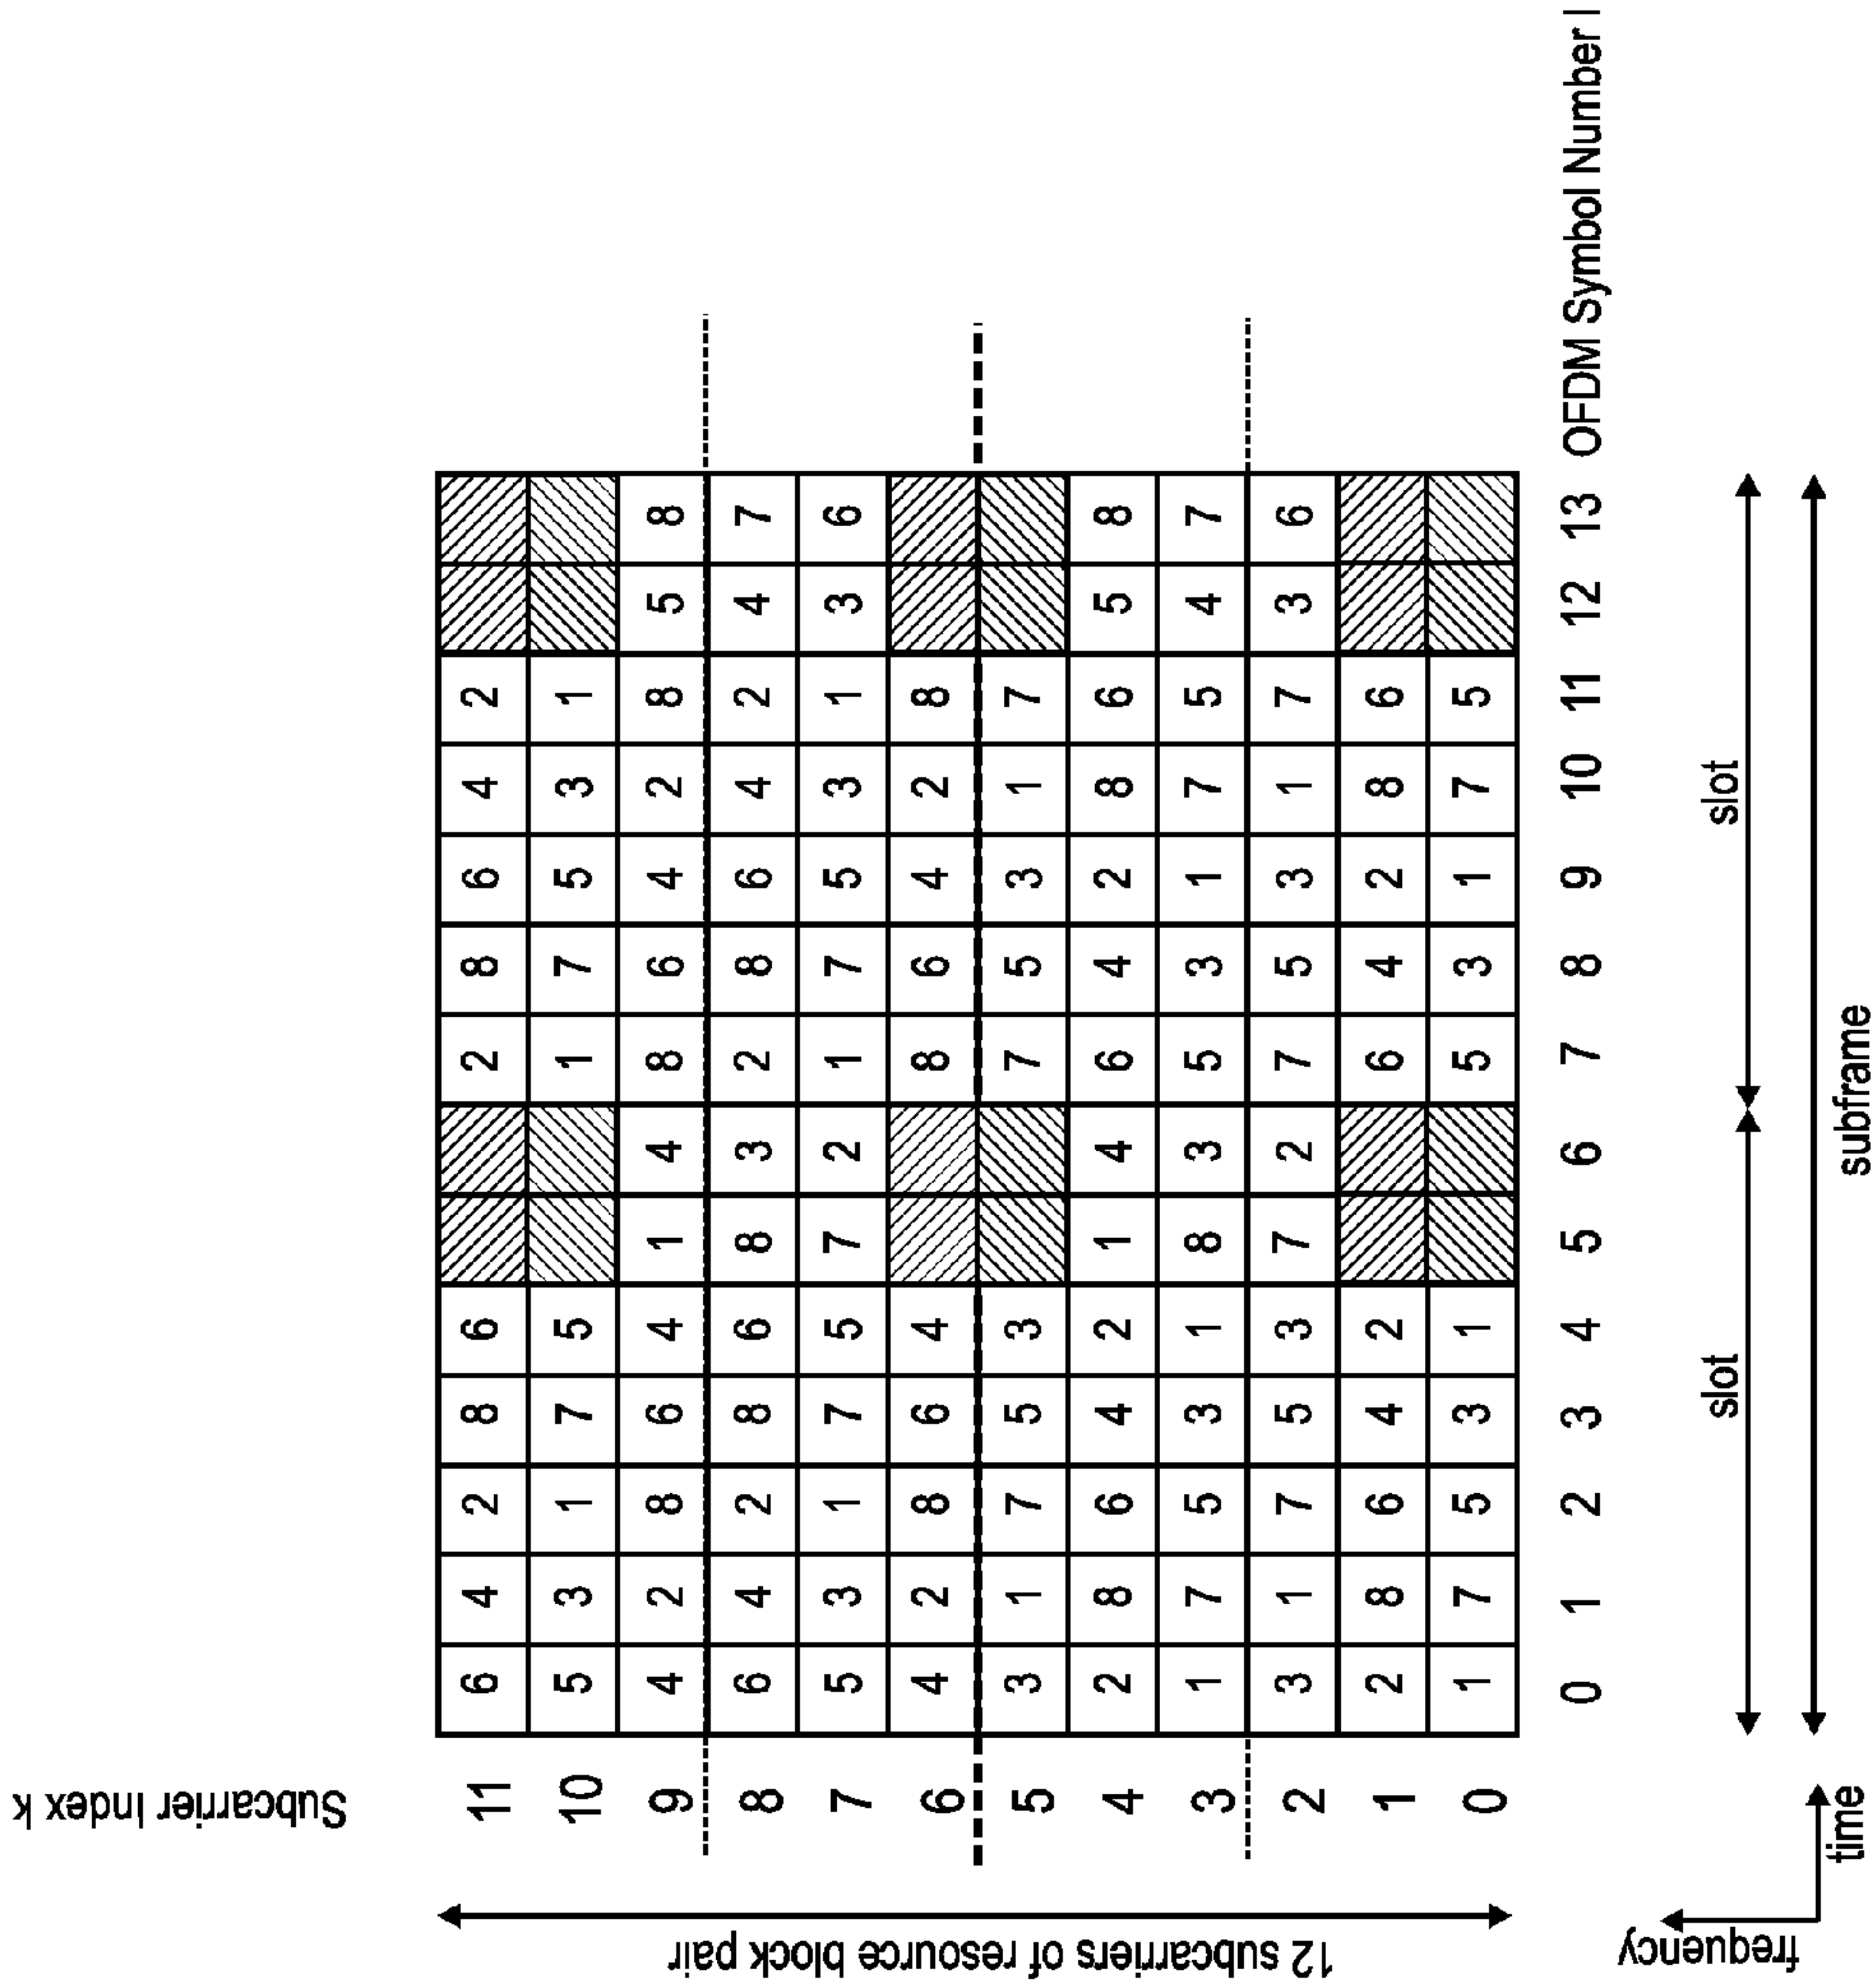 Subcarrier Index k
12 subcarriers of resource block pair
11 6 4 2 8 6 2 8 6 4 2
10 5 3 1 7 5 1 7 5 3 1
9 4 2 8 6 4 1 4 8 6 4 2 8 5 8
8 6 4 2 8 6 8 3 2 8 6 4 2 4 7
7 5 3 1 7 5 7 2 1 7 5 3 1 3 6
6 4 2 8 6 4 8 6 4 2 8
5 3 1 7 5 3 7 5 3 1 7
4 2 8 6 4 2 1 4 6 4 2 8 6 5 8
3 1 7 5 3 1 8 3 5 3 1 7 5 4 7
2 3 1 7 5 3 7 2 7 5 3 1 7 3 6
1 2 8 6 4 2 6 4 2 8 6
0 1 7 5 3 1 5 3 1 7 5
0 1 2 3 4 5 6 7 8 9 10 11 12 13 OFDM Symbol Number l
slot slot
subframe
frequency
time